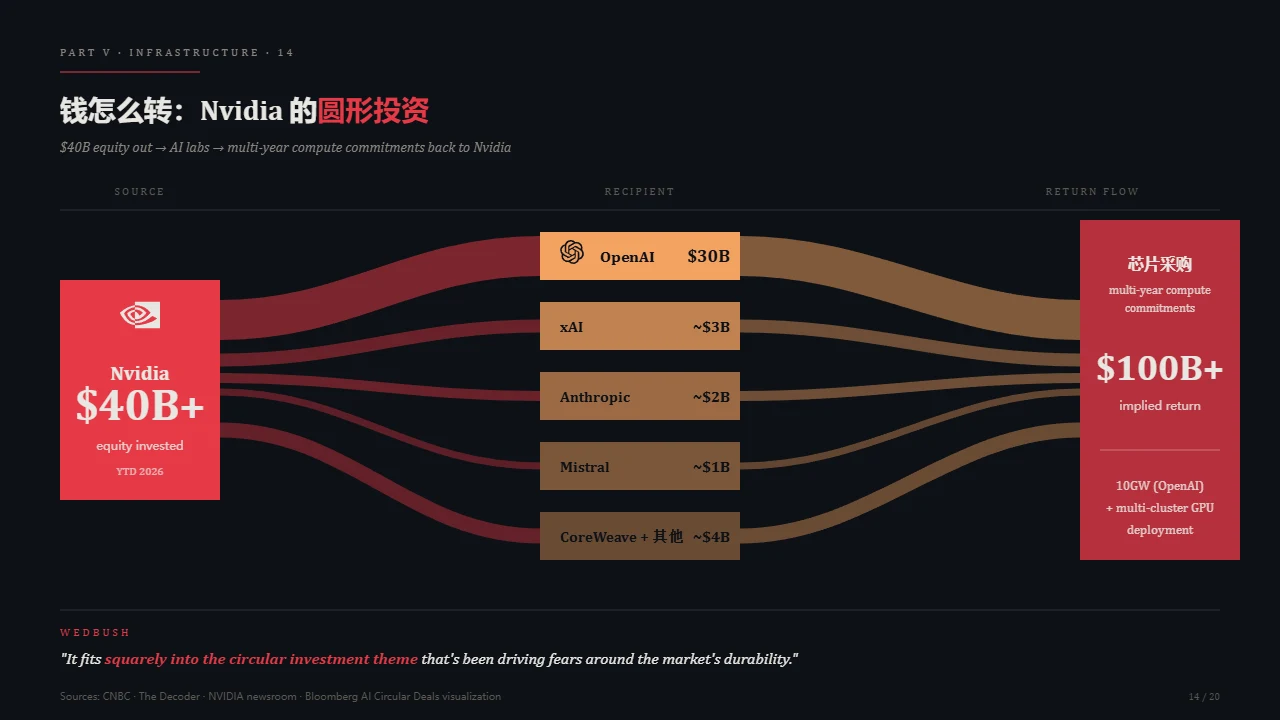 PART V · INFRASTRUCTURE · 14
钱怎么转：Nvidia 的圆形投资
$40B equity out → AI labs → multi-year compute commitments back to Nvidia
SOURCE
RECIPIENT
RETURN FLOW
Nvidia
$40B+
equity invested
YTD 2026
OpenAI $30B
xAI ~$3B
Anthropic ~$2B
Mistral ~$1B
CoreWeave + 其他 ~$4B
芯片采购
multi-year compute
commitments
$100B+
implied return
10GW (OpenAI)
+ multi-cluster GPU
deployment
WEDBUSH
"It fits squarely into the circular investment theme that's been driving fears around the market's durability."
Sources: CNBC · The Decoder · NVIDIA newsroom · Bloomberg AI Circular Deals visualization
14 / 20